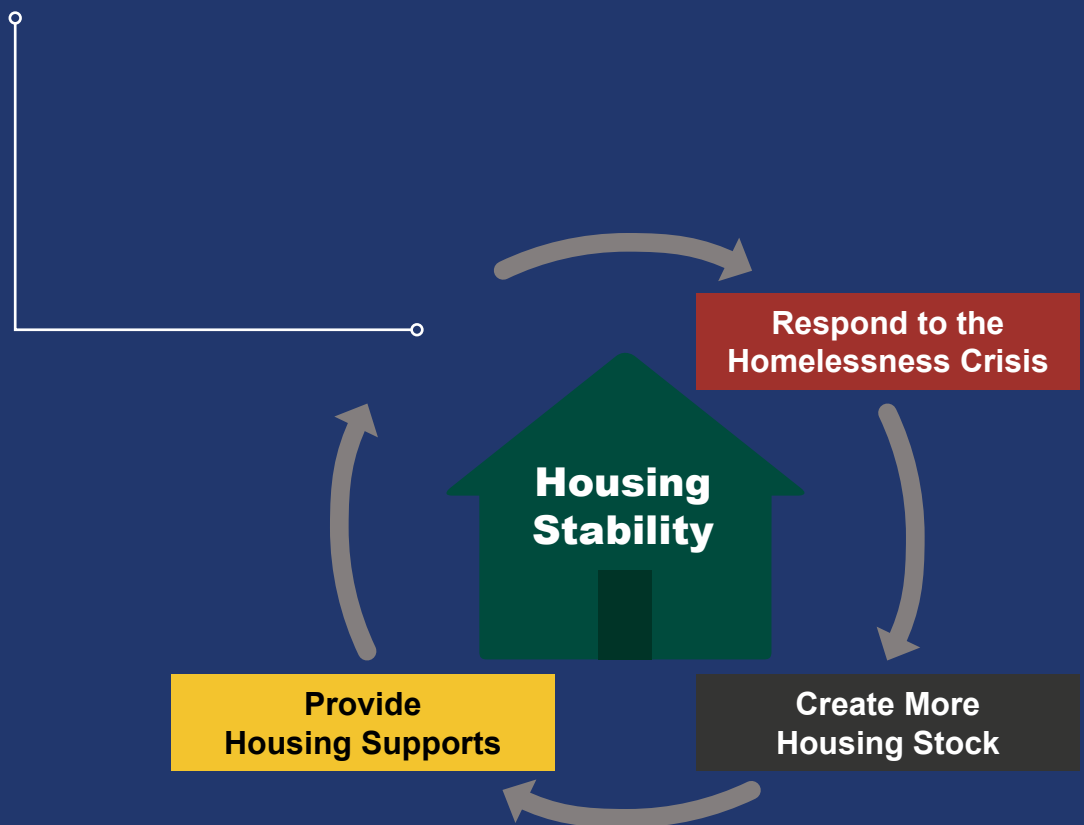 Respond to the
Homelessness Crisis
Housing
Stability
Provide
Housing Supports
Create More
Housing Stock